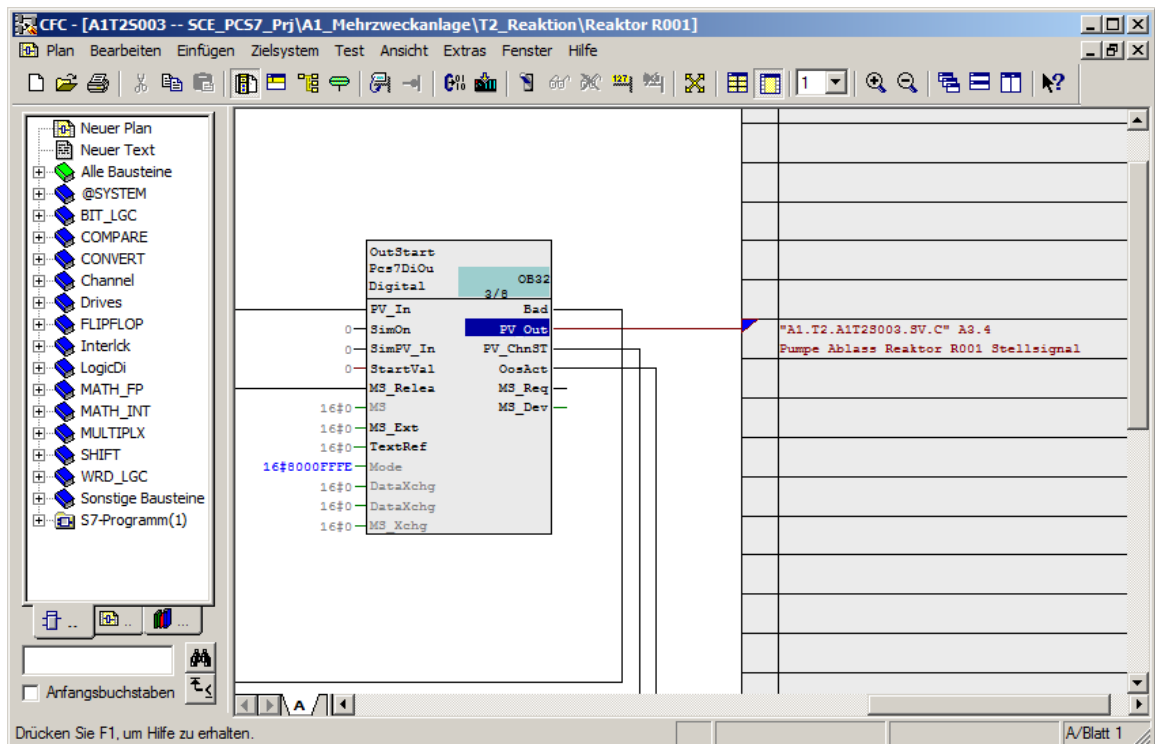 CFC - [A1T2S003 -- SCE_PCS7_Prj\A1_Mehrzweckanlage\T2_Reaktion\Reaktor R001]
Plan Bearbeiten Einfügen Zielsystem Test Ansicht Extras Fenster Hilfe
1
Neuer Plan
Neuer Text
Alle Bausteine
@SYSTEM
BIT_LGC
COMPARE
CONVERT
Channel
Drives
FLIPFLOP
Interlck
LogicDi
MATH_FP
MATH_INT
MULTIPLX
SHIFT
WRD_LGC
Sonstige Bausteine
S7-Programm(1)
.. .. ...
Anfangsbuchstaben
OutStart
Pcs7DiOu
Digital
OB32
3/8
PV_In Bad
0 SimOn PV_Out
0 SimPV_In PV_ChnST
0 StartVal OosAct
MS_Relea MS_Req
16#0 MS MS_Dev
16#0 MS_Ext
16#0 TextRef
16#8000FFFE Mode
16#0 DataXchg
16#0 DataXchg
16#0 MS_Xchg
"A1.T2.A1T2S003.SV.C" A3.4
Pumpe Ablass Reaktor R001 Stellsignal
A
Drücken Sie F1, um Hilfe zu erhalten.
A/Blatt 1